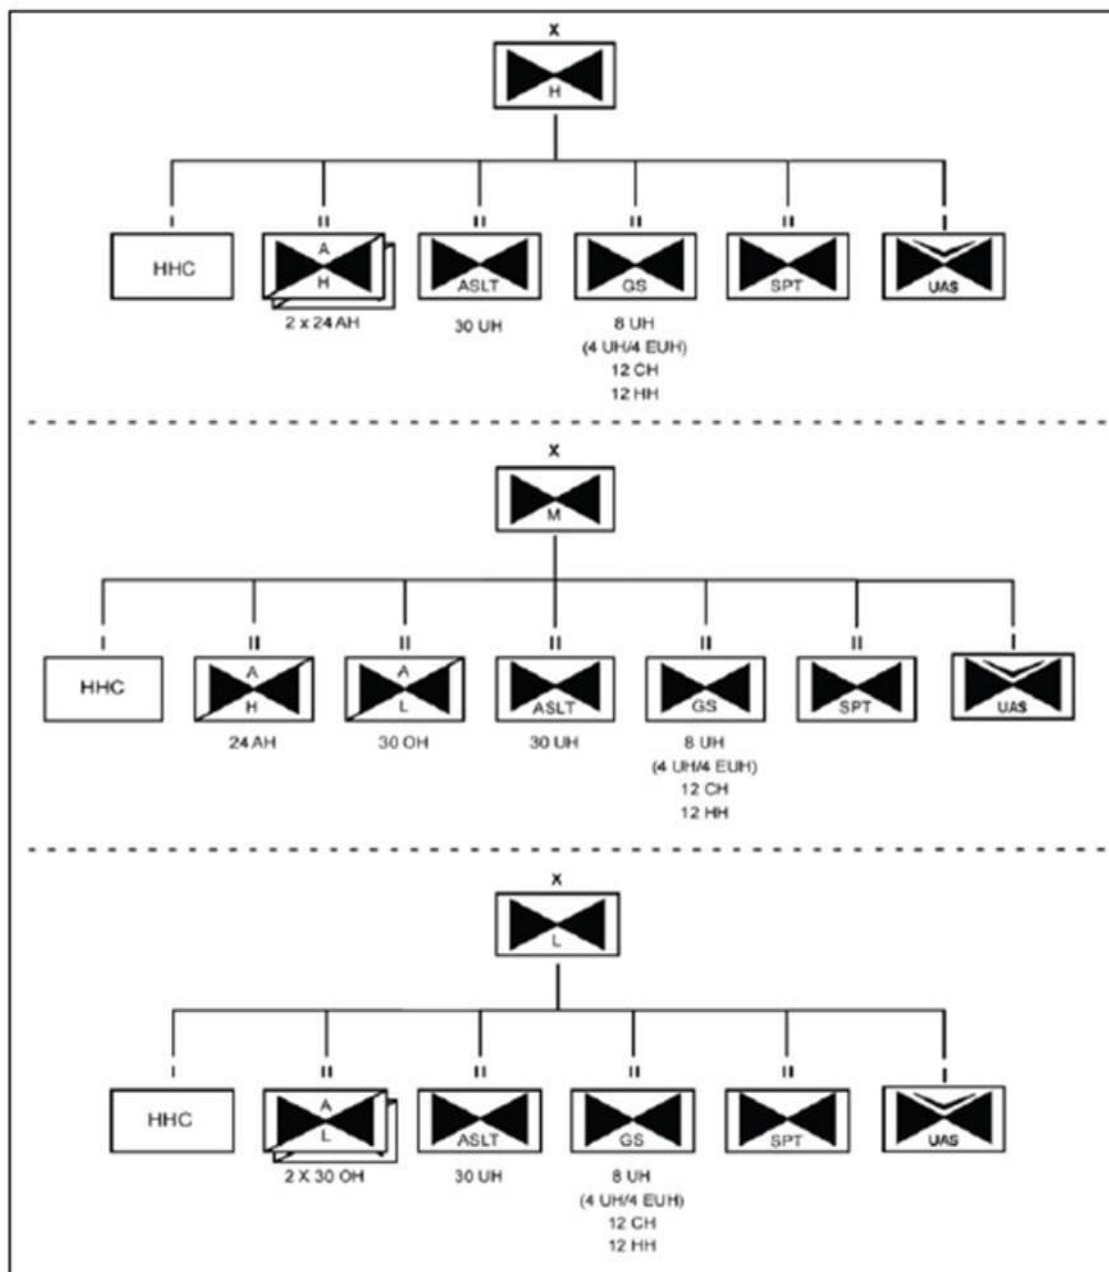 X
H
I II II II II I
HHC A H ASLT GS SPT UAS
2 x 24 AH 30 UH 8 UH
(4 UH/4 EUH)
12 CH
12 HH
X
M
I II II II II II I
HHC A H A L ASLT GS SPT UAS
24 AH 30 OH 30 UH 8 UH
(4 UH/4 EUH)
12 CH
12 HH
X
L
I II II II II I
HHC A L ASLT GS SPT UAS
2 X 30 OH 30 UH 8 UH
(4 UH/4 EUH)
12 CH
12 HH